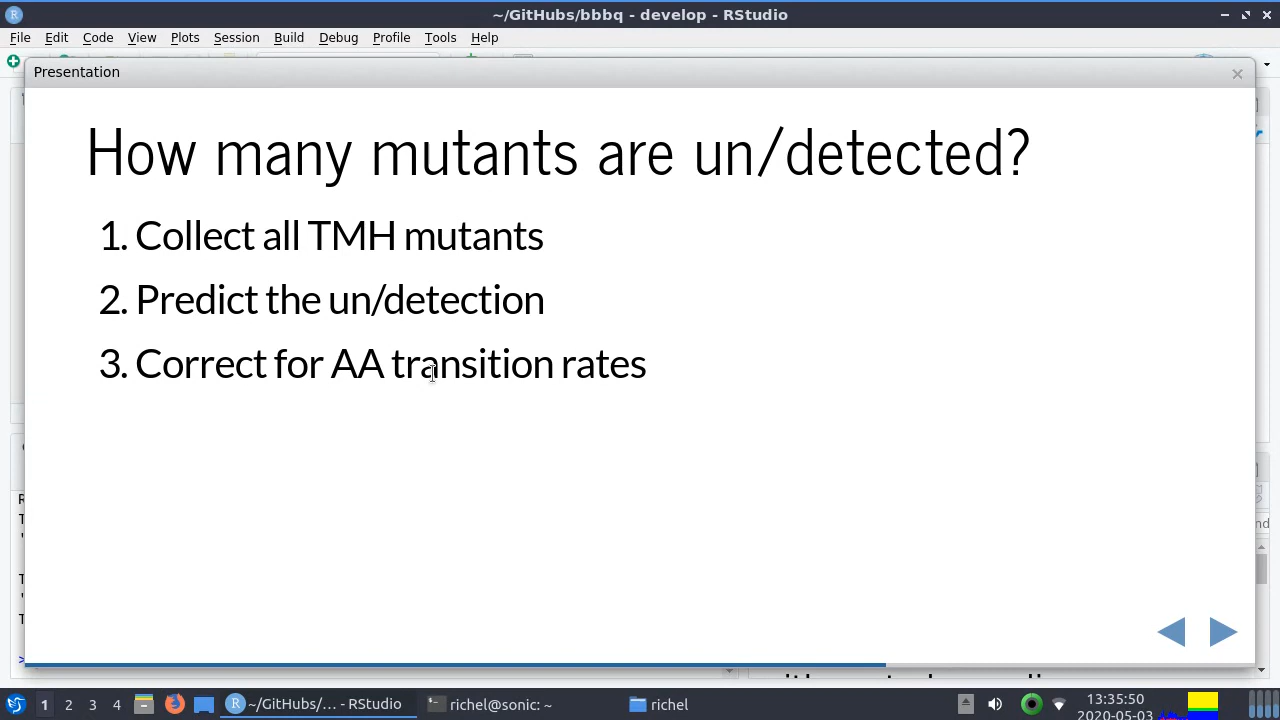 ~/GitHubs/bbbq - develop - RStudio
File Edit Code View Plots Session Build Debug Profile Tools Help
Presentation
How many mutants are un/detected?
1. Collect all TMH mutants
2. Predict the un/detection
3. Correct for AA transition rates
1 2 3 4 ~/GitHubs/... - RStudio richel@sonic: ~ richel 13:35:50
2020-05-03